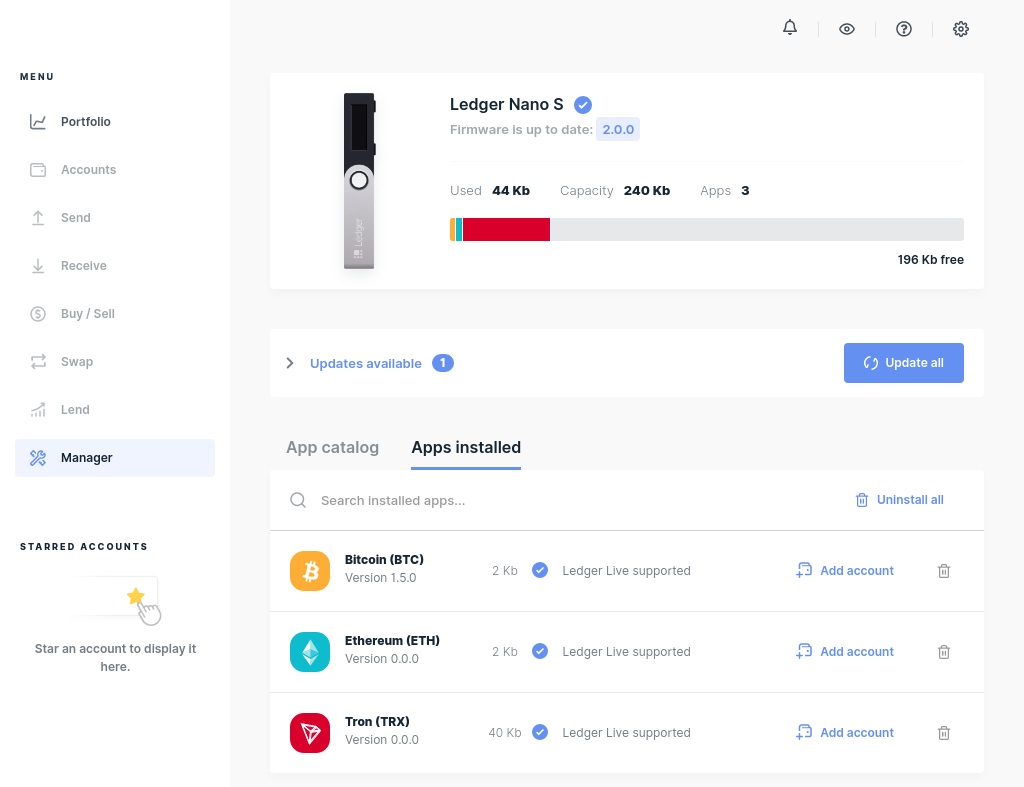 MENU
Portfolio
Accounts
Send
Receive
Buy / Sell
Swap
Lend
Manager
STARRED ACCOUNTS
Star an account to display it
here.
Ledger
Ledger Nano S
Firmware is up to date: 2.0.0
Used 44 Kb Capacity 240 Kb Apps 3
196 Kb free
Updates available 1
Update all
App catalog Apps installed
Search installed apps...
Uninstall all
Bitcoin (BTC)
Version 1.5.0
2 Kb
Ledger Live supported
Add account
Ethereum (ETH)
Version 0.0.0
2 Kb
Ledger Live supported
Add account
Tron (TRX)
Version 0.0.0
40 Kb
Ledger Live supported
Add account